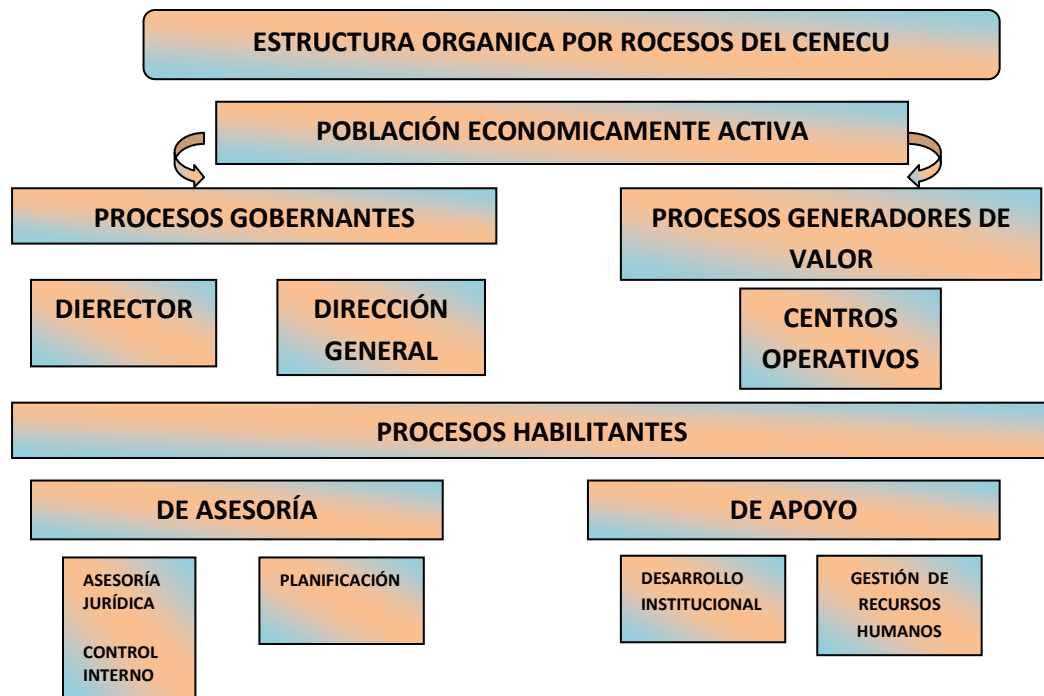 ESTRUCTURA ORGANICA POR ROCESOS DEL CENECU
POBLACIÓN ECONOMICAMENTE ACTIVA
PROCESOS GOBERNANTES
PROCESOS GENERADORES DE
VALOR
DIERECTOR
DIRECCIÓN
GENERAL
CENTROS
OPERATIVOS
PROCESOS HABILITANTES
DE ASESORÍA
DE APOYO
ASESORÍA
JURÍDICA
CONTROL
INTERNO
PLANIFICACIÓN
DESARROLLO
INSTITUCIONAL
GESTIÓN DE
RECURSOS
HUMANOS